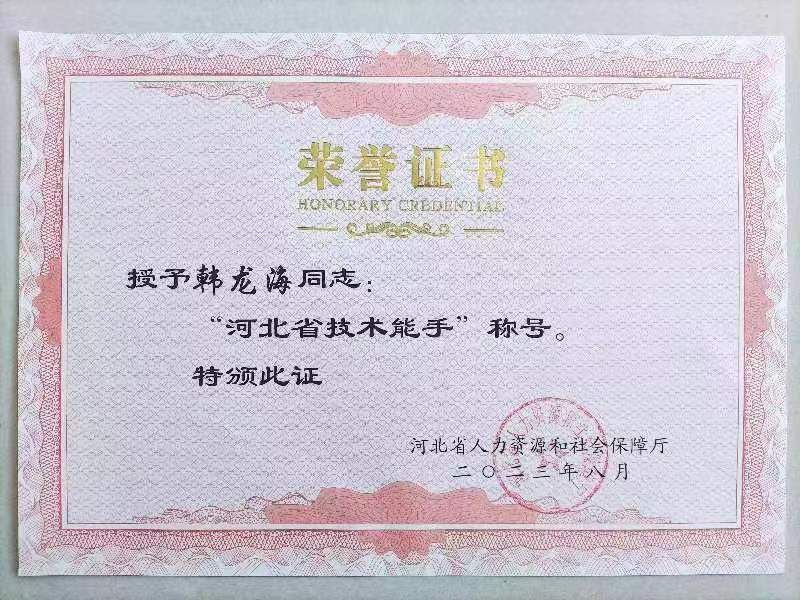 荣誉证书
HONORARY CREDENTIAL
授予韩龙海同志：
“河北省技术能手”称号。
特颁此证
河北省人力资源和社会保障厅
二〇二三年八月